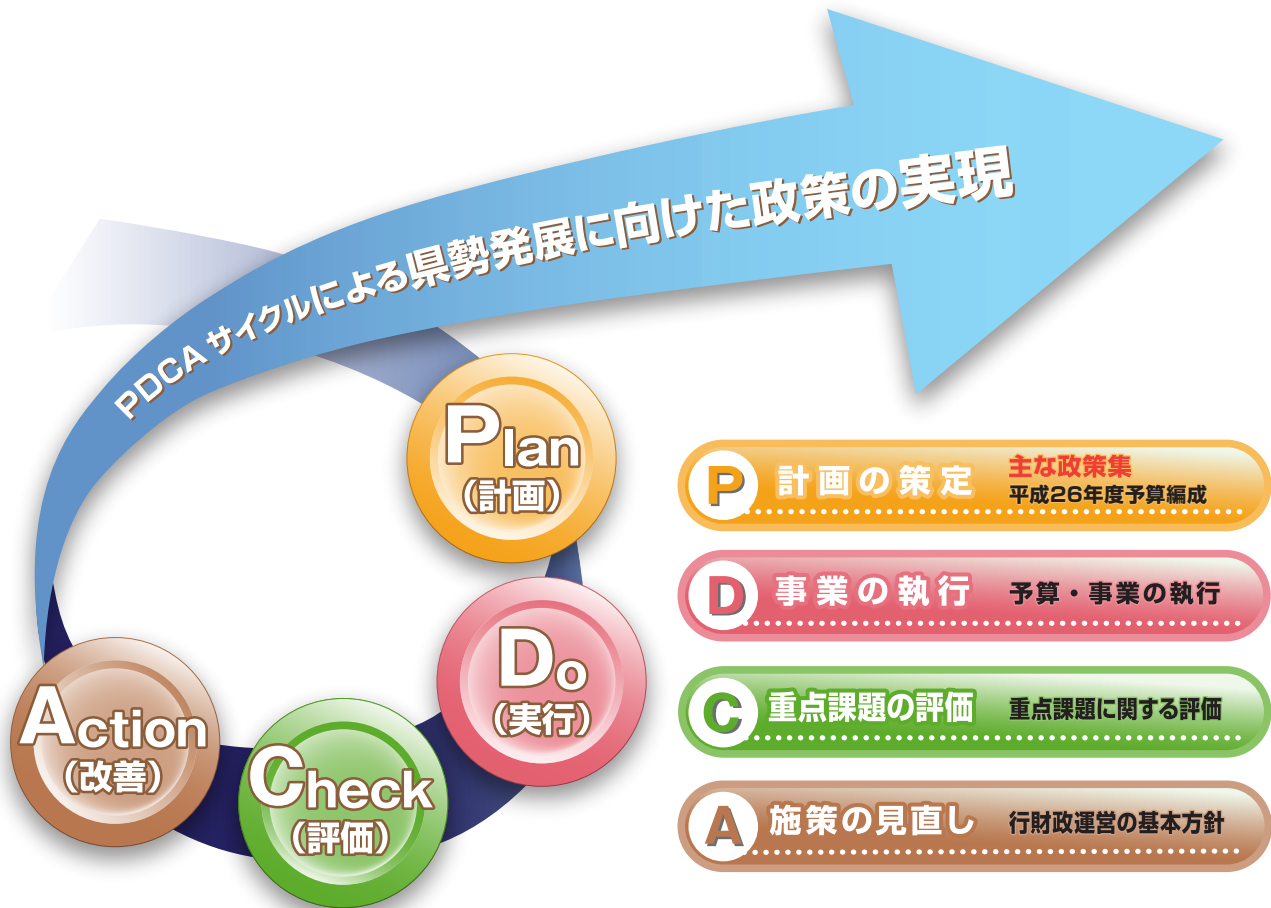 PDCAサイクルによる県勢発展に向けた政策の実現
Plan
（計画）
Do
（実行）
Check
（評価）
Action
（改善）
P 計画の策定 主な政策集
平成26年度予算編成
D 事業の執行 予算・事業の執行
C 重点課題の評価 重点課題に関する評価
A 施策の見直し 行財政運営の基本方針